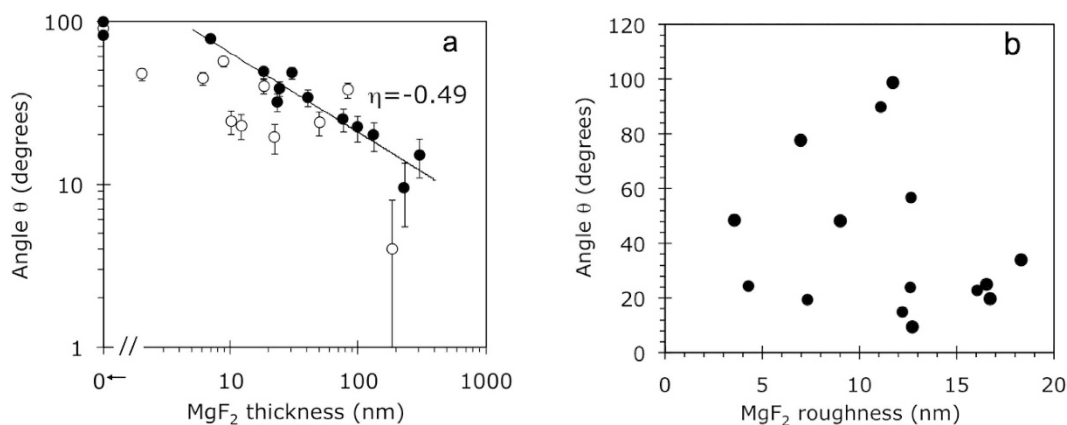 100
10
1
0←
//
10
100
1000
Angle θ (degrees)
MgF₂ thickness (nm)
a
η=-0.49
120
100
80
60
40
20
0
0
5
10
15
20
Angle θ (degrees)
MgF₂ roughness (nm)
b